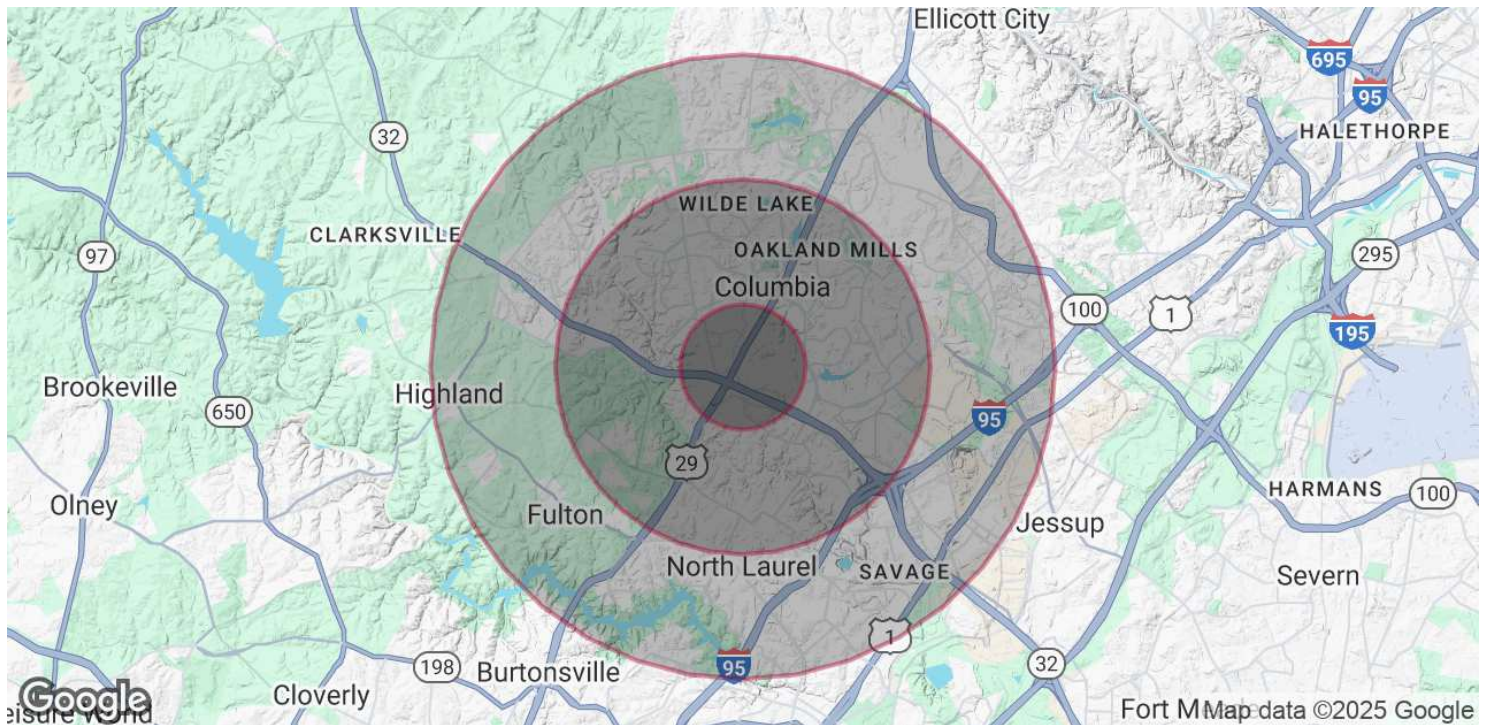 Ellicott City
695
95
HALETHORPE
32
WILDE LAKE
CLARKSVILLE
OAKLAND MILLS
97
295
Columbia
100
1
195
Brookeville
Highland
650
95
29
HARMANS
100
Olney
Fulton
Jessup
North Laurel
SAVAGE
Severn
1
198
Burtonsville
95
32
Cloverly
Google
Fort M
Map data ©2025 Google